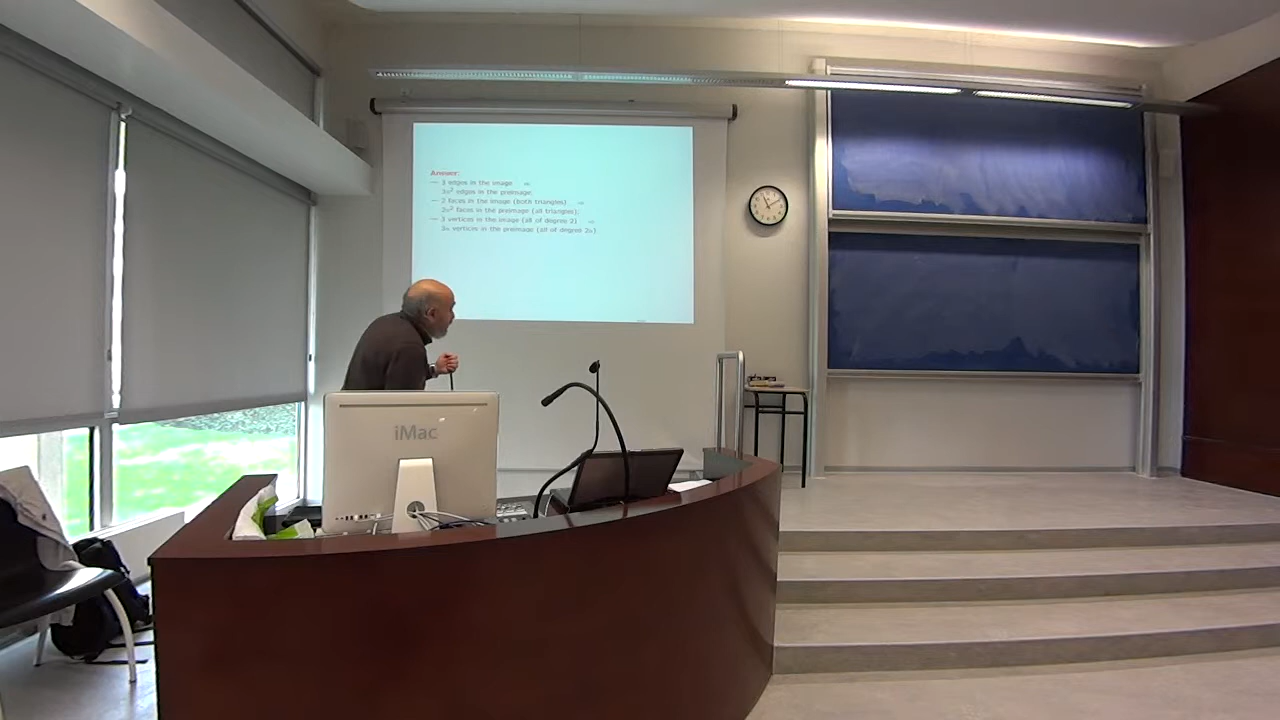 Answer.
— 3 edges in the image ⇒
3n² edges in the preimage;
— 2 faces in the image (both triangles) ⇒
2n² faces in the preimage (all triangles);
— 3 vertices in the image (all of degree 2) ⇒
3n vertices in the preimage (all of degree 2n)
iMac